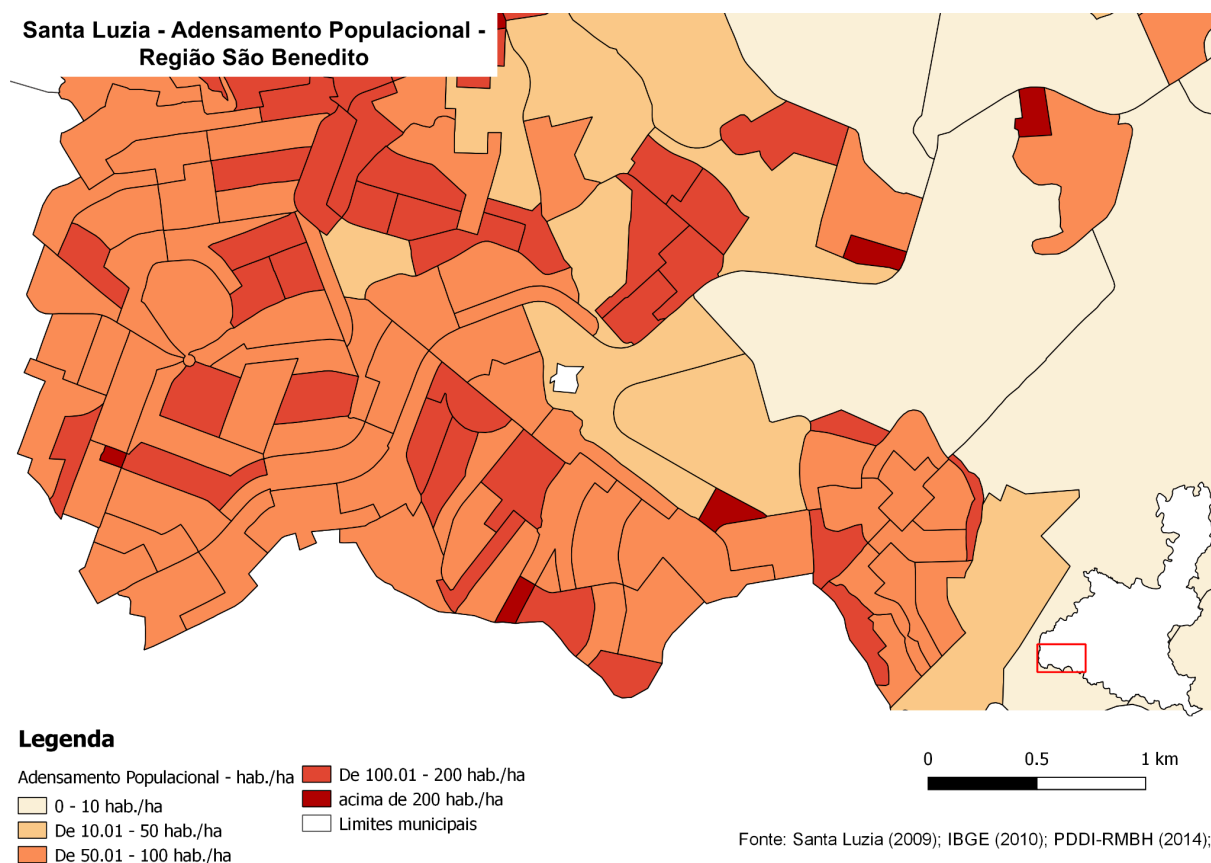 Santa Luzia - Adensamento Populacional -
Região São Benedito
Legenda
Adensamento Populacional - hab./ha
0 - 10 hab./ha
De 10.01 - 50 hab./ha
De 50.01 - 100 hab./ha
De 100.01 - 200 hab./ha
acima de 200 hab./ha
Limites municipais
0 0.5 1 km
Fonte: Santa Luzia (2009); IBGE (2010); PDDI-RMBH (2014);